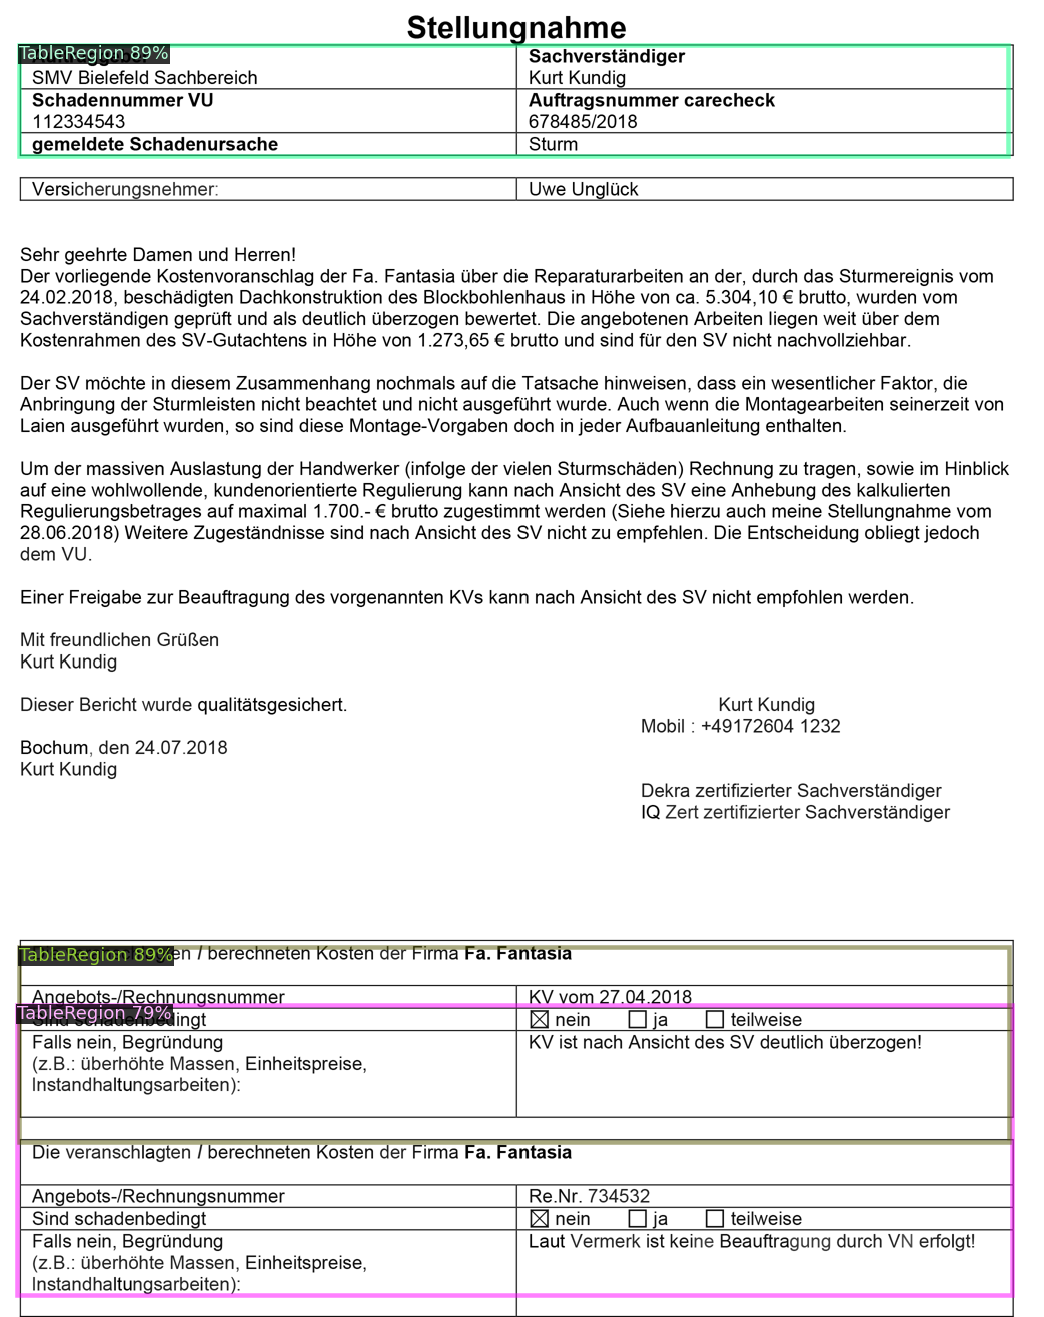 Stellungnahme
TableRegion 89%
Sachverständiger
SMV Bielefeld Sachbereich
Kurt Kundig
Schadennummer VU
Auftragsnummer carecheck
112334543
678485/2018
gemeldete Schadenursache
Sturm
Versicherungsnehmer:
Uwe Unglück
Sehr geehrte Damen und Herren!
Der vorliegende Kostenvoranschlag der Fa. Fantasia über die Reparaturarbeiten an der, durch das Sturmereignis vom
24.02.2018, beschädigten Dachkonstruktion des Blockbohlenhaus in Höhe von ca. 5.304,10 € brutto, wurden vom
Sachverständigen geprüft und als deutlich überzogen bewertet. Die angebotenen Arbeiten liegen weit über dem
Kostenrahmen des SV-Gutachtens in Höhe von 1.273,65 € brutto und sind für den SV nicht nachvollziehbar.
Der SV möchte in diesem Zusammenhang nochmals auf die Tatsache hinweisen, dass ein wesentlicher Faktor, die
Anbringung der Sturmleisten nicht beachtet und nicht ausgeführt wurde. Auch wenn die Montagearbeiten seinerzeit von
Laien ausgeführt wurden, so sind diese Montage-Vorgaben doch in jeder Aufbauanleitung enthalten.
Um der massiven Auslastung der Handwerker (infolge der vielen Sturmschäden) Rechnung zu tragen, sowie im Hinblick
auf eine wohlwollende, kundenorientierte Regulierung kann nach Ansicht des SV eine Anhebung des kalkulierten
Regulierungsbetrages auf maximal 1.700.- € brutto zugestimmt werden (Siehe hierzu auch meine Stellungnahme vom
28.06.2018) Weitere Zugeständnisse sind nach Ansicht des SV nicht zu empfehlen. Die Entscheidung obliegt jedoch
dem VU.
Einer Freigabe zur Beauftragung des vorgenannten KVs kann nach Ansicht des SV nicht empfohlen werden.
Mit freundlichen Grüßen
Kurt Kundig
Dieser Bericht wurde qualitätsgesichert.
Kurt Kundig
Mobil : +49172604 1232
Bochum, den 24.07.2018
Kurt Kundig
Dekra zertifizierter Sachverständiger
IQ Zert zertifizierter Sachverständiger
TableRegion 89%
/ berechneten Kosten der Firma Fa. Fantasia
Angebots-/Rechnungsnummer
KV vom 27.04.2018
TableRegion 79%
Sind schadenbedingt
nein ja teilweise
Falls nein, Begründung
KV ist nach Ansicht des SV deutlich überzogen!
(z.B.: überhöhte Massen, Einheitspreise,
Instandhaltungsarbeiten):
Die veranschlagten / berechneten Kosten der Firma Fa. Fantasia
Angebots-/Rechnungsnummer
Re.Nr. 734532
Sind schadenbedingt
nein ja teilweise
Falls nein, Begründung
Laut Vermerk ist keine Beauftragung durch VN erfolgt!
(z.B.: überhöhte Massen, Einheitspreise,
Instandhaltungsarbeiten):